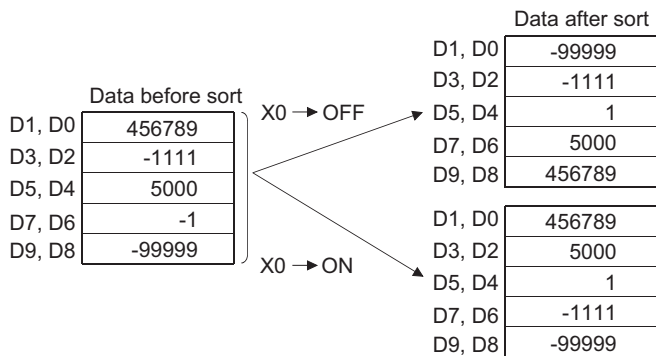 Data before sort
D1, D0 456789
D3, D2 -1111
D5, D4 5000
D7, D6 -1
D9, D8 -99999
X0 → OFF
X0 → ON
Data after sort
D1, D0 -99999
D3, D2 -1111
D5, D4 1
D7, D6 5000
D9, D8 456789
D1, D0 456789
D3, D2 5000
D5, D4 1
D7, D6 -1111
D9, D8 -99999